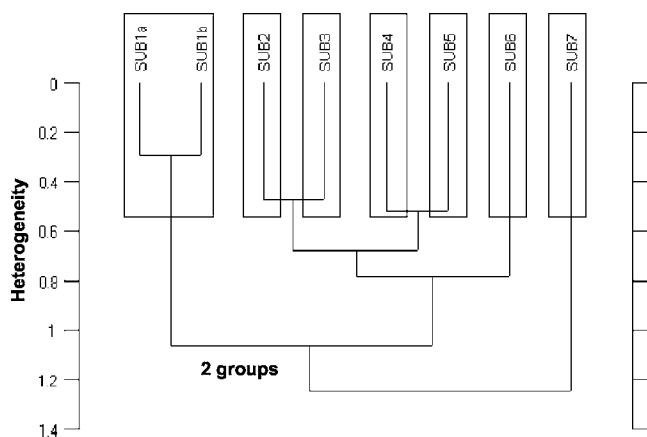 SUB1a
SUB1b
SUB2
SUB3
SUB4
SUB5
SUB6
SUB7
0
0.2
0.4
0.6
0.8
1
1.2
1.4
Heterogeneity
2 groups